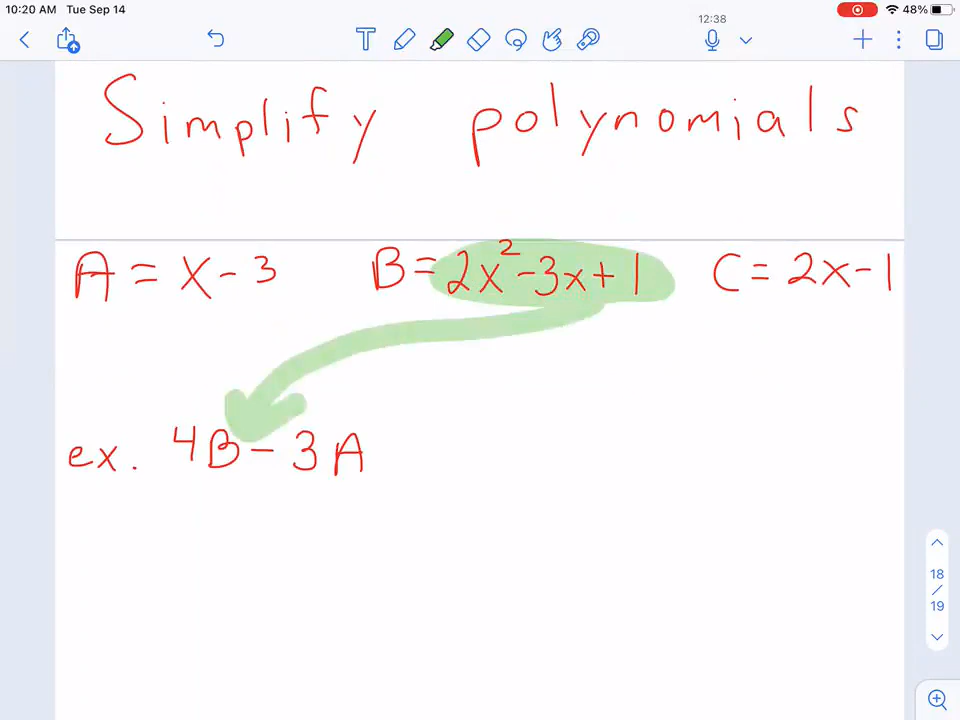 10:20 AM Tue Sep 14
48%
12:38
T
Simplify polynomials
A = x - 3 B = 2x² - 3x + 1 C = 2x - 1
ex. 4B - 3A
18
/
19